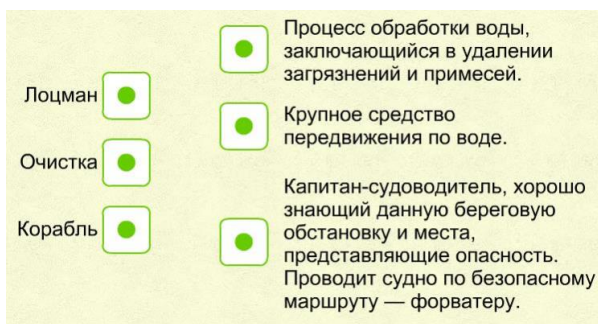 Лоцман
Очистка
Корабль
Процесс обработки воды,
заключающийся в удалении
загрязнений и примесей.
Крупное средство
передвижения по воде.
Капитан-судоводитель, хорошо
знающий данную береговую
обстановку и места,
представляющие опасность.
Проводит судно по безопасному
маршруту — форватеру.